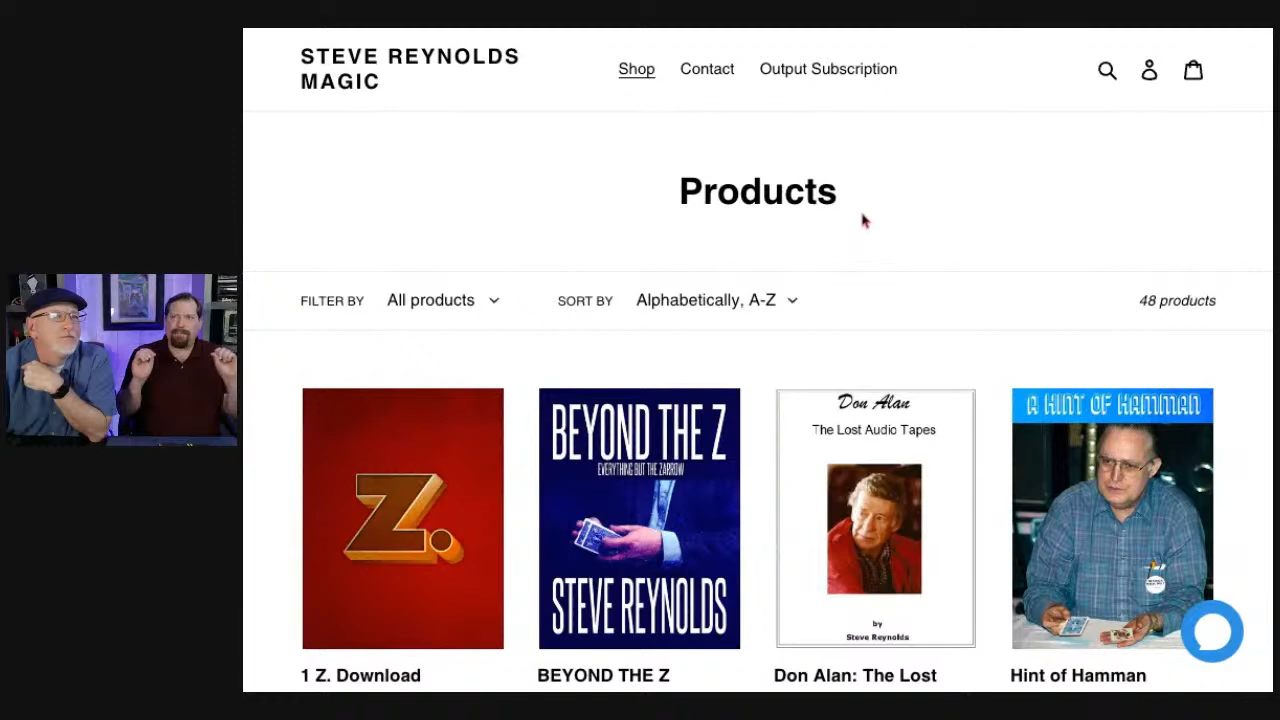 STEVE REYNOLDS
MAGIC
Shop
Contact
Output Subscription
Products
FILTER BY
All products
SORT BY
Alphabetically, A-Z
48 products
Z.
BEYOND THE Z
EVERYTHING BUT THE ZARROW
STEVE REYNOLDS
Don Alan
The Lost Audio Tapes
by
Steve Reynolds
A HINT OF HAMMAN
1 Z. Download
BEYOND THE Z
Don Alan: The Lost
Hint of Hamman